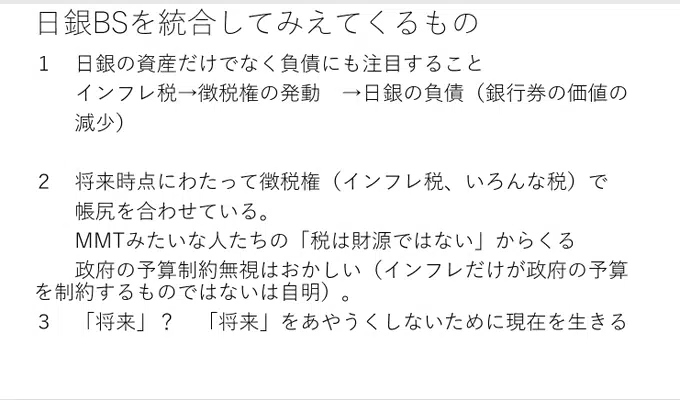 日銀BSを統合してみえてくるもの
1　日銀の資産だけでなく負債にも注目すること
インフレ税→徴税権の発動　→日銀の負債（銀行券の価値の
減少）
2　将来時点にわたって徴税権（インフレ税、いろんな税）で
帳尻を合わせている。
MMTみたいな人たちの「税は財源ではない」からくる
政府の予算制約無視はおかしい（インフレだけが政府の予算
を制約するものではないは自明）。
3　「将来」？　「将来」をあやうくしないために現在を生きる